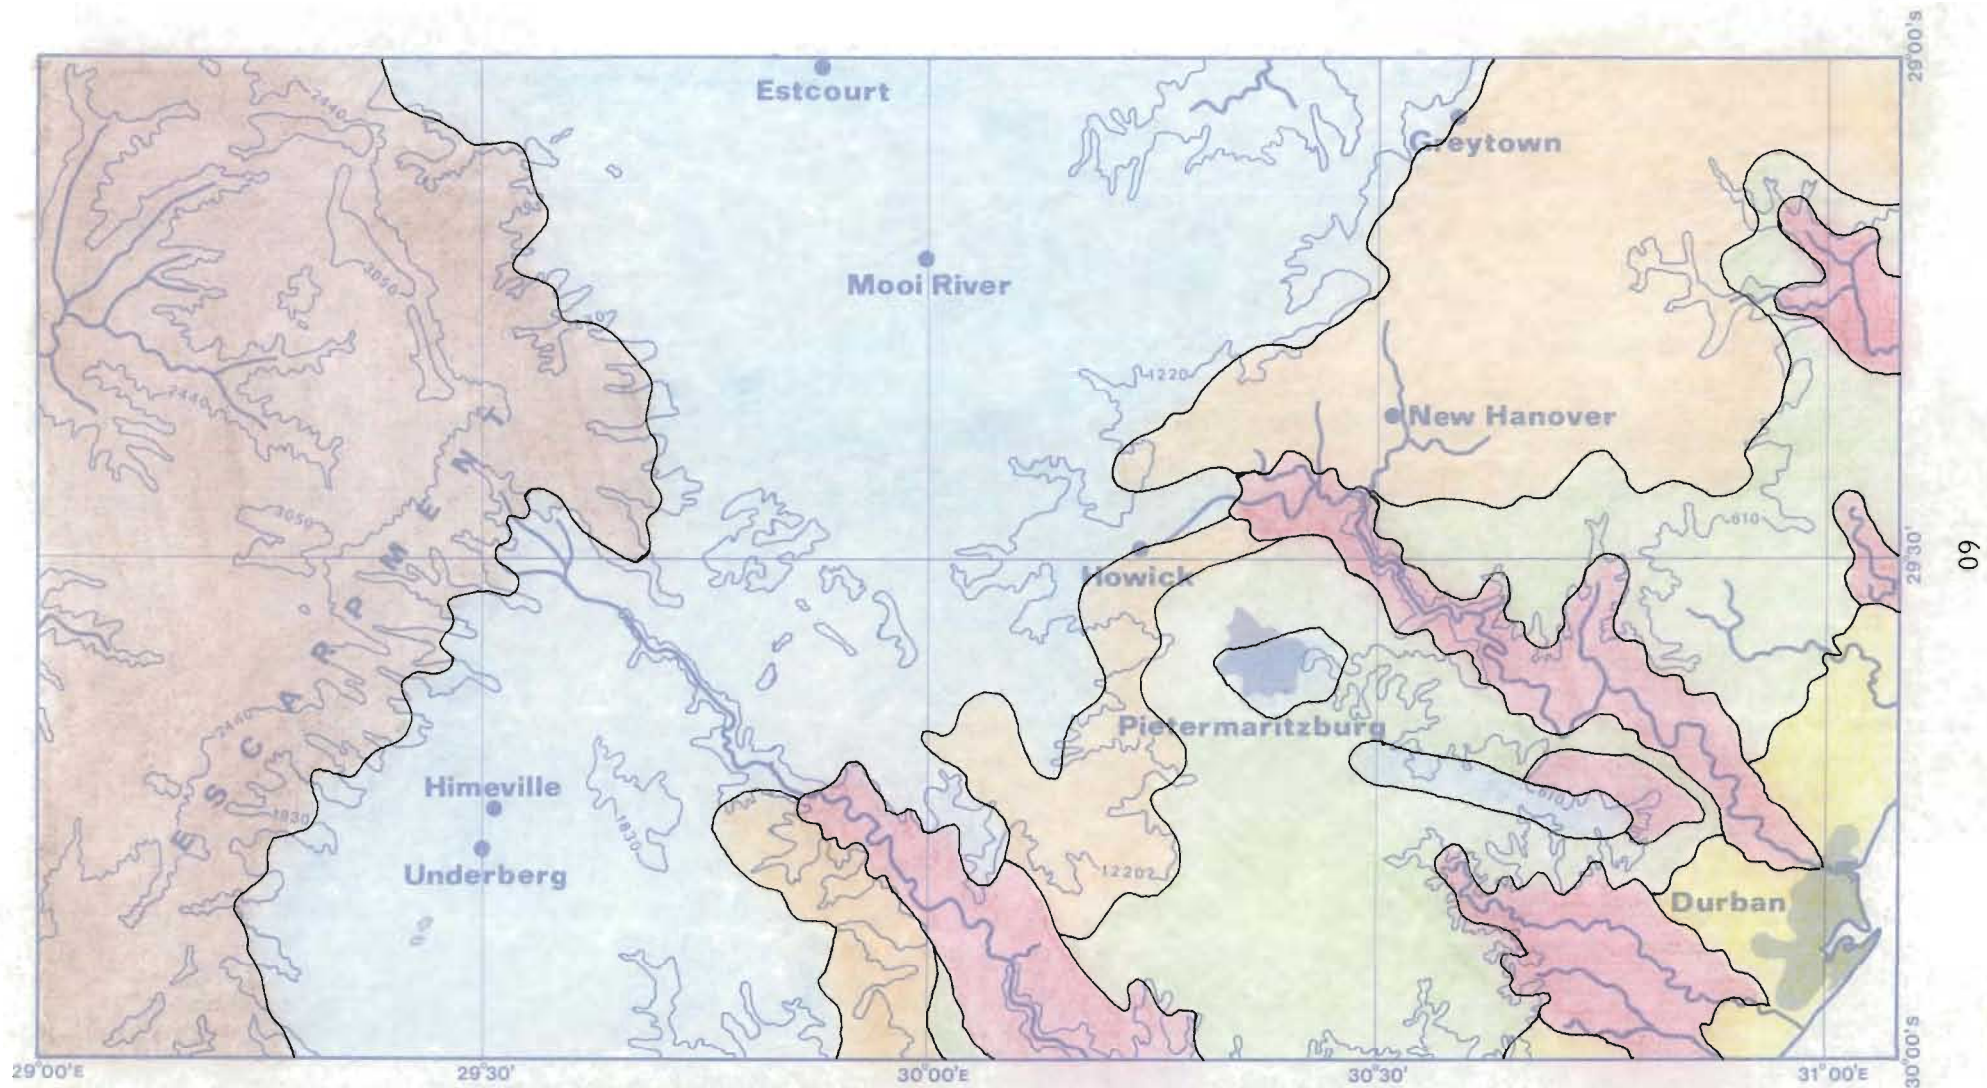 29°00'S
Estcourt
Greytown
2440
3050
Mooi River
1220
2440
New Hanover
3050
610
29°30'
60
Howick
ESCARPMENT
2440
Pietermaritzburg
Himeville
1830
1830
610
Underberg
12202
Durban
30°00'S
29°00'E
29°30'
30°00'E
30°30'
31°00'E